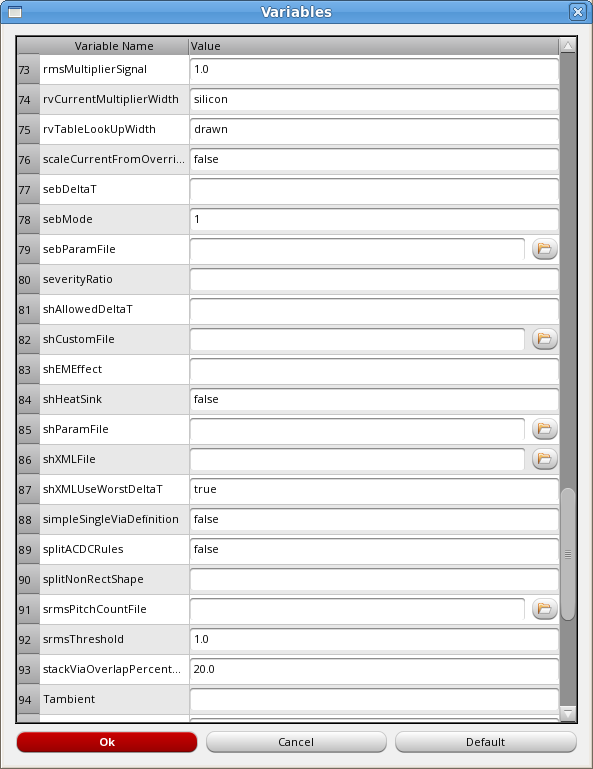 Variables
Variable Name Value
73 rmsMultiplierSignal 1.0
74 rvCurrentMultiplierWidth silicon
75 rvTableLookUpWidth drawn
76 scaleCurrentFromOverri... false
77 sebDeltaT
78 sebMode 1
79 sebParamFile
80 severityRatio
81 shAllowedDeltaT
82 shCustomFile
83 shEMEffect
84 shHeatSink false
85 shParamFile
86 shXMLFile
87 shXMLUseWorstDeltaT true
88 simpleSingleViaDefinition false
89 splitACDCRules false
90 splitNonRectShape
91 srmsPitchCountFile
92 srmsThreshold 1.0
93 stackViaOverlapPercent... 20.0
94 Tambient
Ok Cancel Default